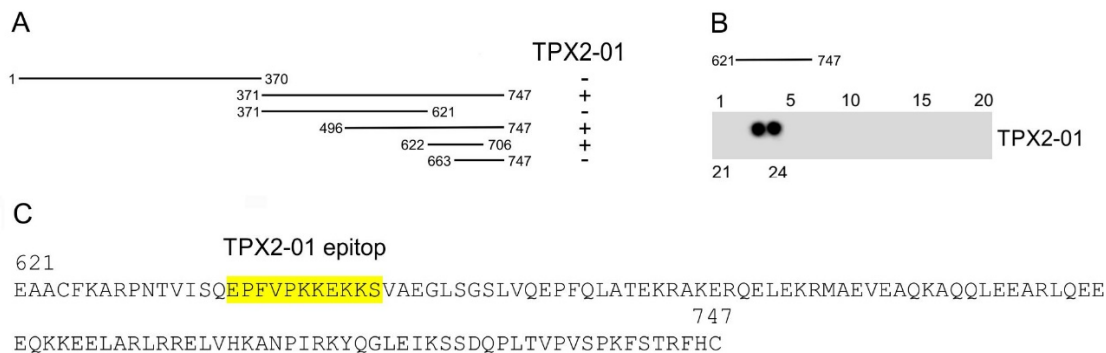 A
TPX2-01
1 370 -
371 747 +
371 621 -
496 747 +
622 706 +
663 747 -
B
621 747
1 5 10 15 20
TPX2-01
21 24
C
TPX2-01 epitop
621
EAACFKARPNTVISQEPFVPKKEKKSVAEGLSGSLVQEPFQLATEKRAKERQELEKRMAEVEAQKAQQLEEARLQEE
747
EQKKEELARLRRELVHKANPIRKYQGLEIKSSDQPLTVPVSPKFSTRFHC